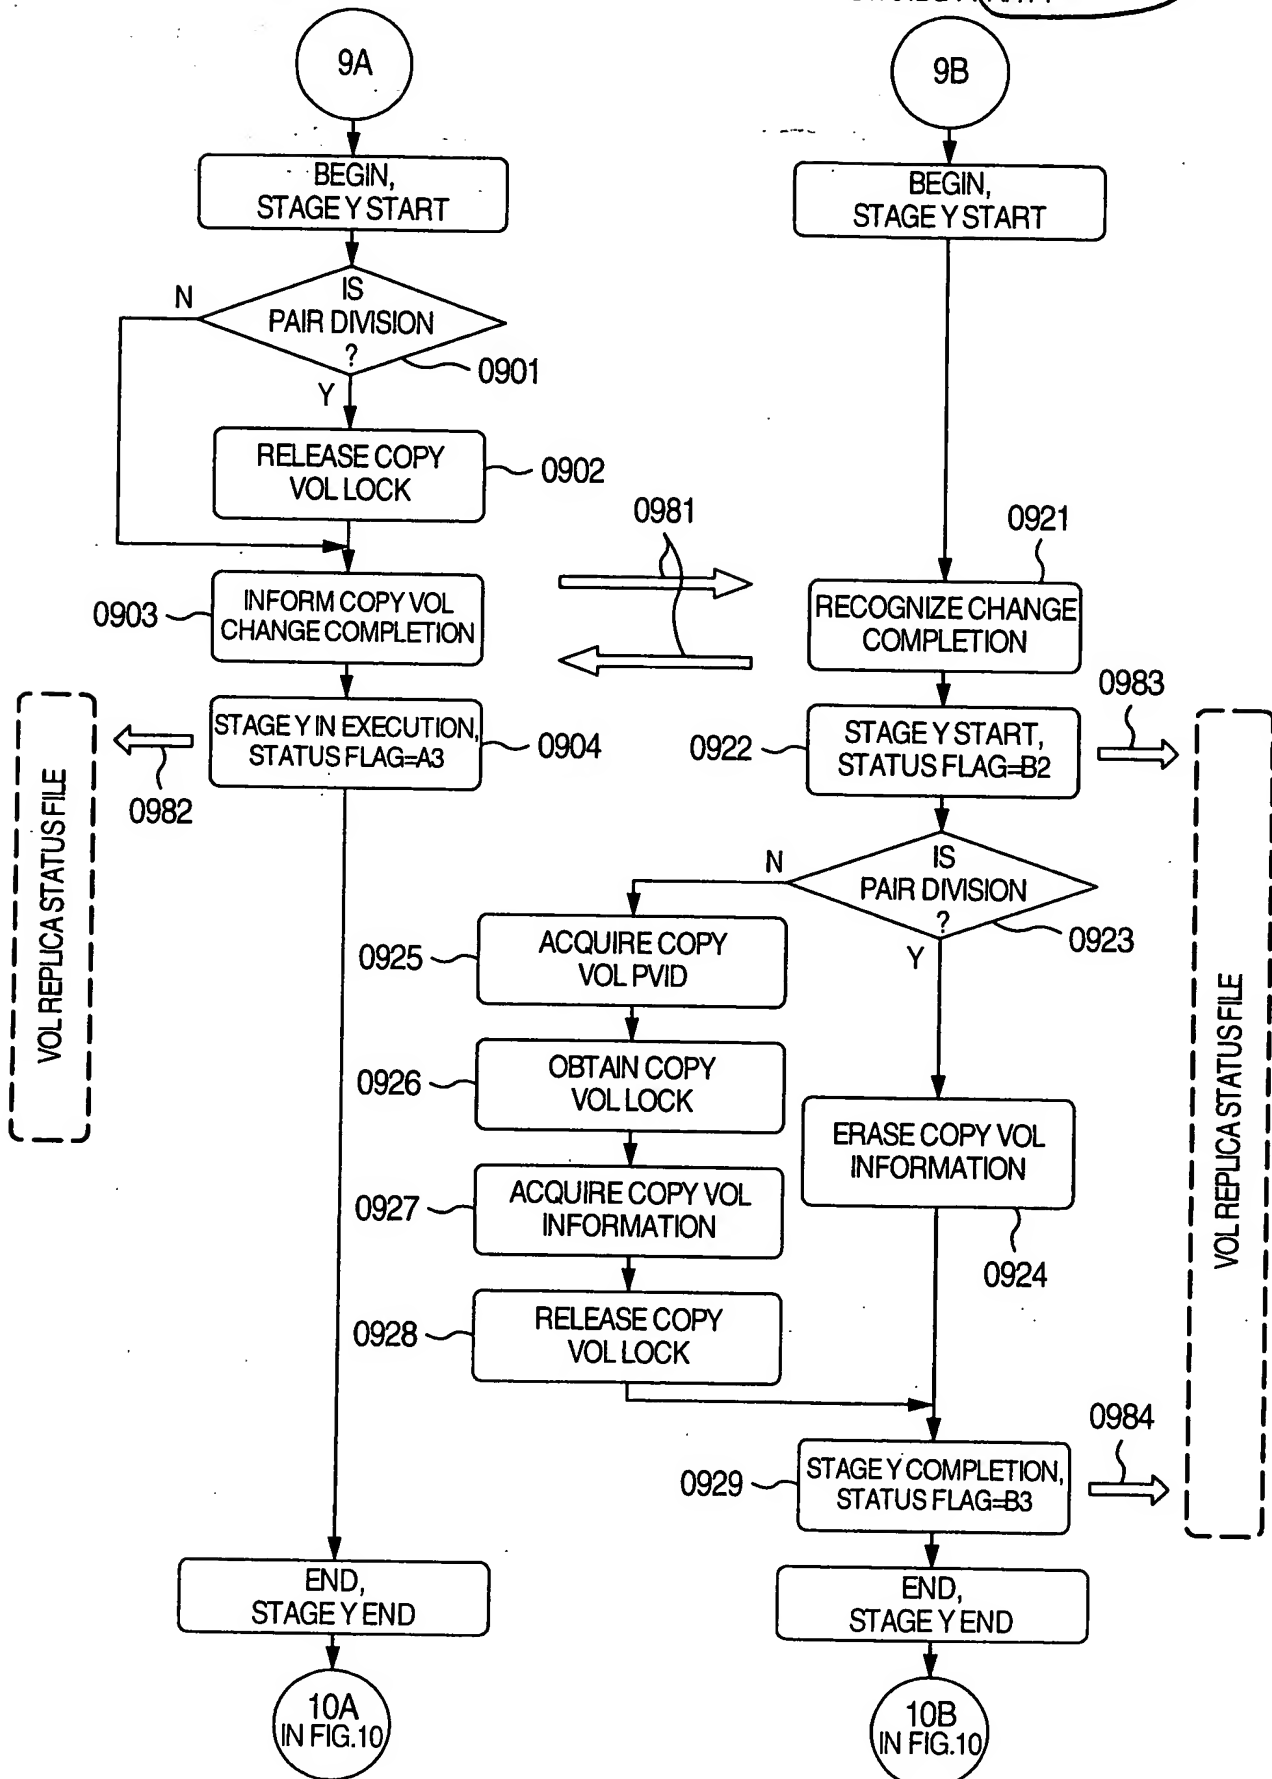 9A
9B
BEGIN,
STAGE Y START
BEGIN,
STAGE Y START
IS
PAIR DIVISION
?
N
0901
Y
RELEASE COPY
VOL LOCK
0902
0981
0921
0903
INFORM COPY VOL
CHANGE COMPLETION
RECOGNIZE CHANGE
COMPLETION
0983
STAGE Y IN EXECUTION,
STATUS FLAG=A3
0904
0922
STAGE Y START,
STATUS FLAG=B2
0982
VOL REPLICA STATUS FILE
N
IS
PAIR DIVISION
?
0923
Y
0925
ACQUIRE COPY
VOL PVID
0926
OBTAIN COPY
VOL LOCK
ERASE COPY VOL
INFORMATION
0924
0927
ACQUIRE COPY VOL
INFORMATION
VOL REPLICA STATUS FILE
0928
RELEASE COPY
VOL LOCK
0984
0929
STAGE Y COMPLETION,
STATUS FLAG=B3
END,
STAGE Y END
END,
STAGE Y END
10A
IN FIG.10
10B
IN FIG.10